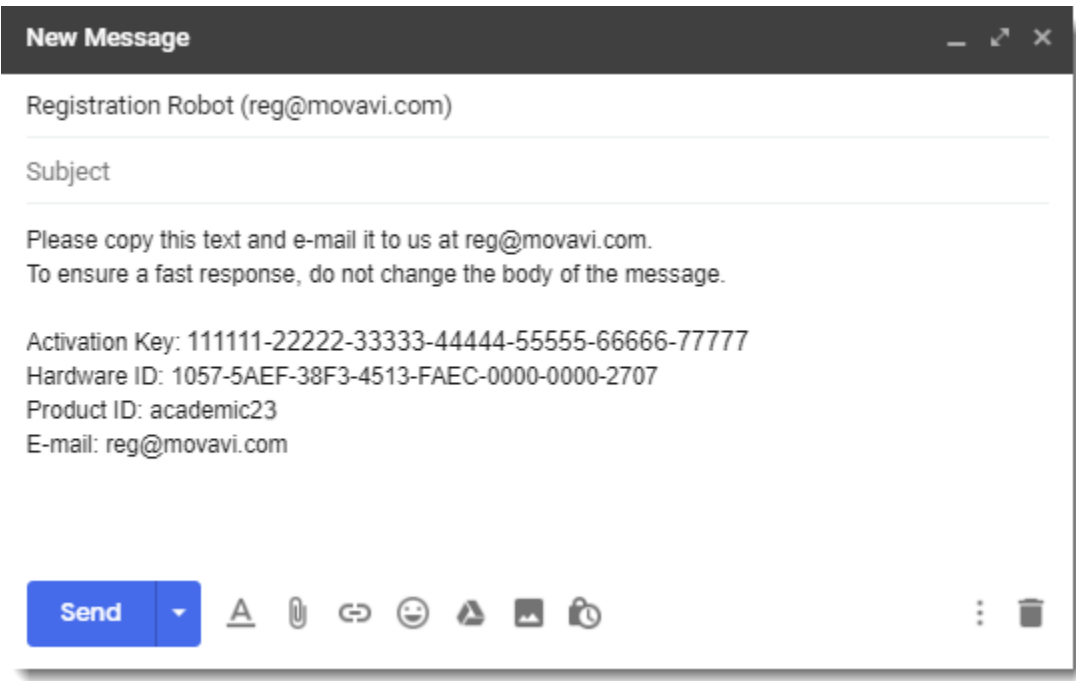 New Message
Registration Robot (reg@movavi.com)
Subject
Please copy this text and e-mail it to us at reg@movavi.com.
To ensure a fast response, do not change the body of the message.
Activation Key: 111111-22222-33333-44444-55555-66666-77777
Hardware ID: 1057-5AEF-38F3-4513-FAEC-0000-0000-2707
Product ID: academic23
E-mail: reg@movavi.com
Send